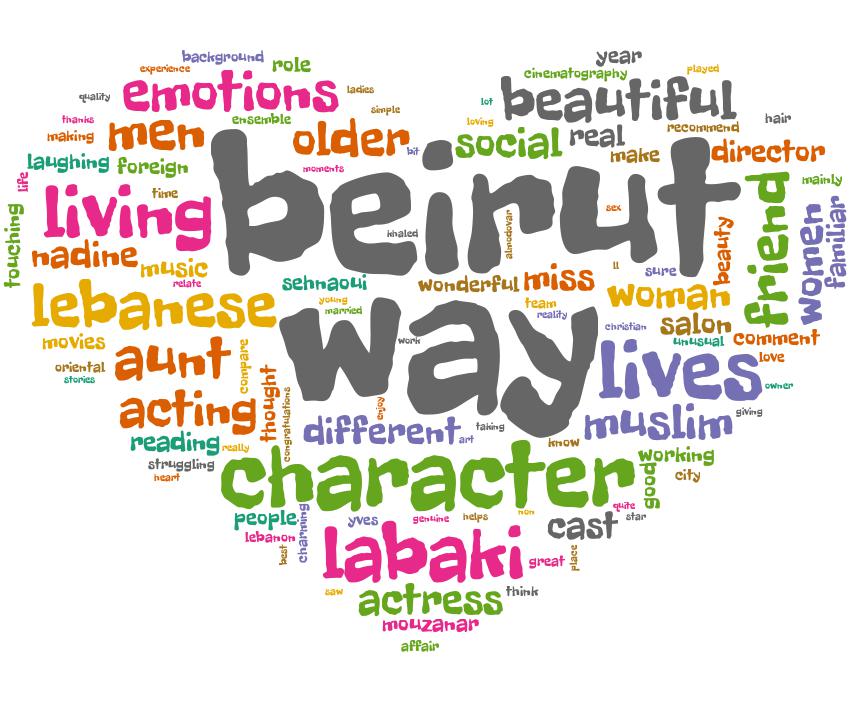 background
year
experience
role
cinematography
played
emotions
ladies
quality
lot
beautiful
simple
thanks
ensemble
loving
recommend
hair
making
men
older
bit
social
real
laughing
foreign
moments
make
director
life
beirut
mainly
touching
living
time
khaled
almodovar
sex
beauty
friend
women
familiar
nadine
music
relate
sehnaoui
wonderful
miss
ll
sure
lebanese
young
married
way
team
reality
woman
christian
salon
movies
work
unusual
comment
aunt
compare
oriental
stories
lives
love
owner
acting
thought
congratulations
enjoy
different
art
taking
muslim
giving
reading
really
know
struggling
heart
character
good
working
city
people
charming
yves
genuine
helps
non
quite
star
lebanon
cast
best
labaki
great
place
saw
actress
think
mouzanar
affair